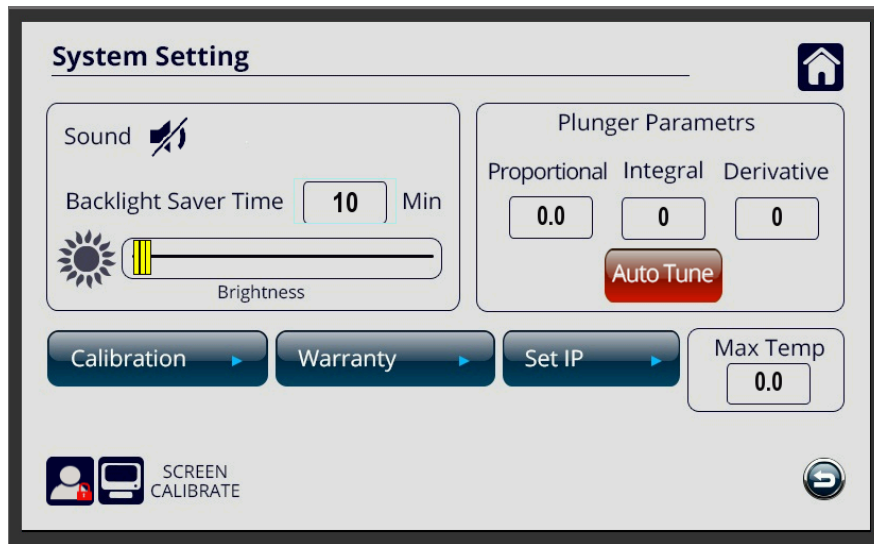 System Setting
Sound
Backlight Saver Time 10 Min
Brightness
Plunger Parametrs
Proportional Integral Derivative
0.0 0 0
Auto Tune
Calibration
Warranty
Set IP
Max Temp
0.0
SCREEN
CALIBRATE